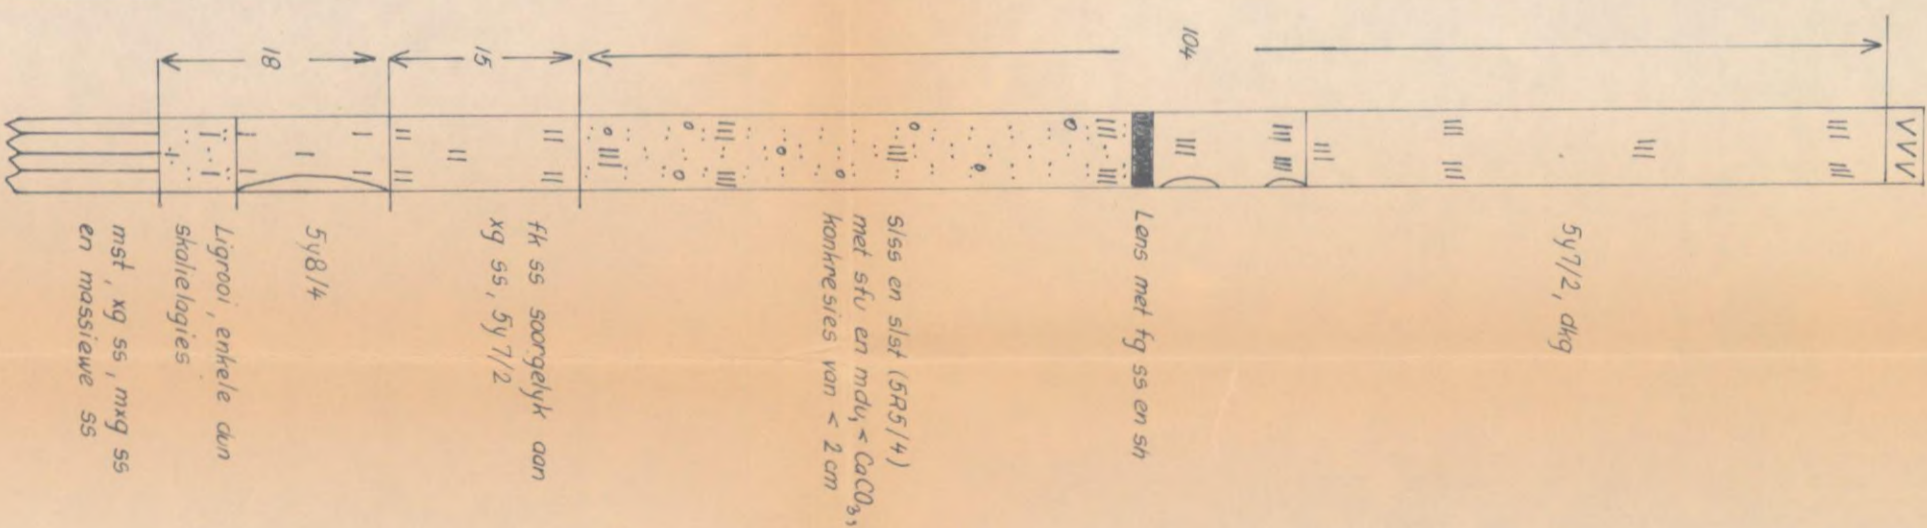 5y7/2, dkg
104
Lens met fg ss en sh
slss en slst (5R5/4)
met sfu en mdu, < CaCO₃,
konkresies van < 2 cm
fk ss soorgelyk aan
xg ss, 5y 7/2
15
5y8/4
18
Ligrooi, enkele dun
skalielagies
mst, xg ss, mxg ss
en massiewe ss